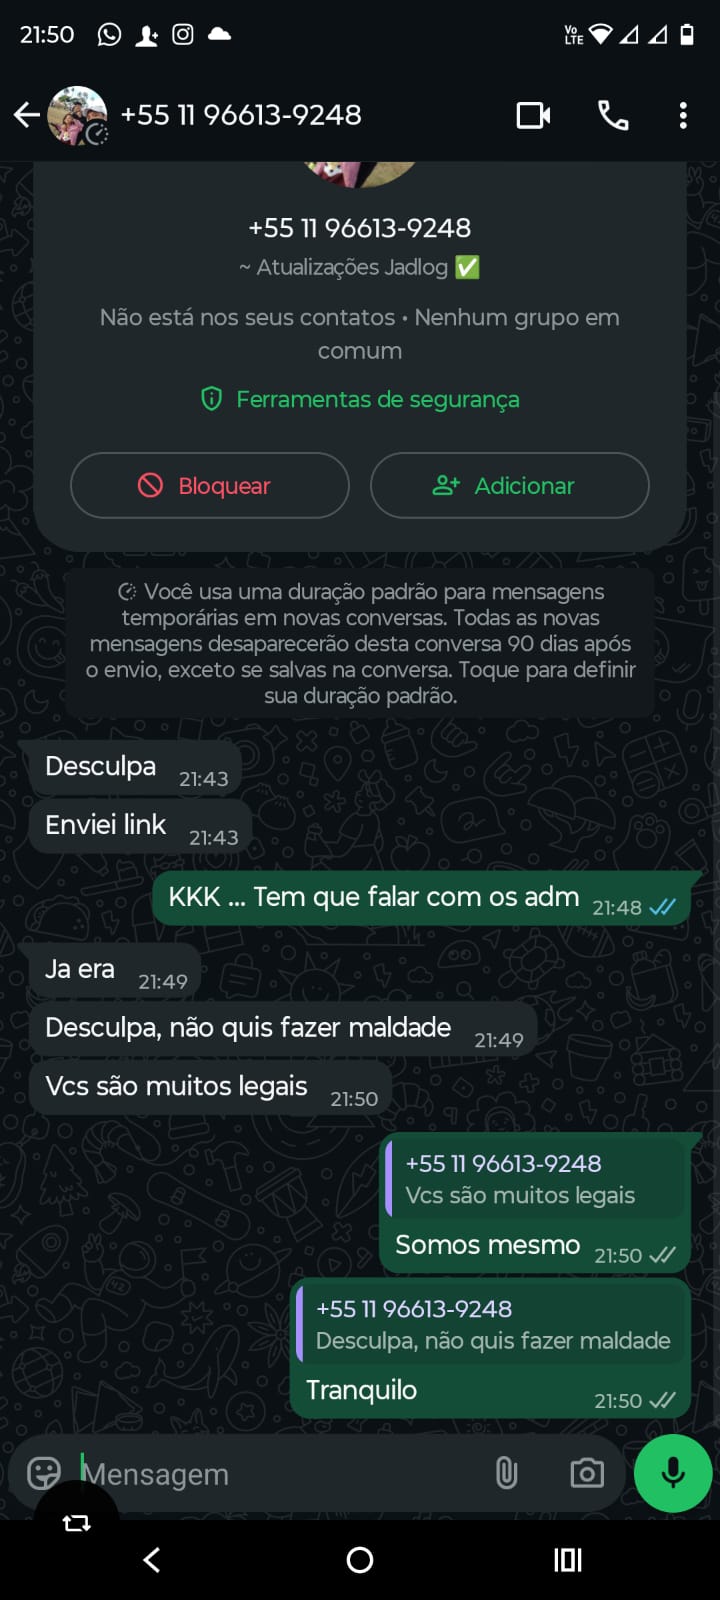 21:50
Vo LTE
+55 11 96613-9248
+55 11 96613-9248
~ Atualizações Jadlog ✅
Não está nos seus contatos • Nenhum grupo em
comum
Ferramentas de segurança
Bloquear
Adicionar
Você usa uma duração padrão para mensagens
temporárias em novas conversas. Todas as novas
mensagens desaparecerão desta conversa 90 dias após
o envio, exceto se salvas na conversa. Toque para definir
sua duração padrão.
Desculpa 21:43
Enviei link 21:43
KKK ... Tem que falar com os adm 21:48
Ja era 21:49
Desculpa, não quis fazer maldade 21:49
Vcs são muitos legais 21:50
+55 11 96613-9248
Vcs são muitos legais
Somos mesmo 21:50
+55 11 96613-9248
Desculpa, não quis fazer maldade
Tranquilo 21:50
Mensagem